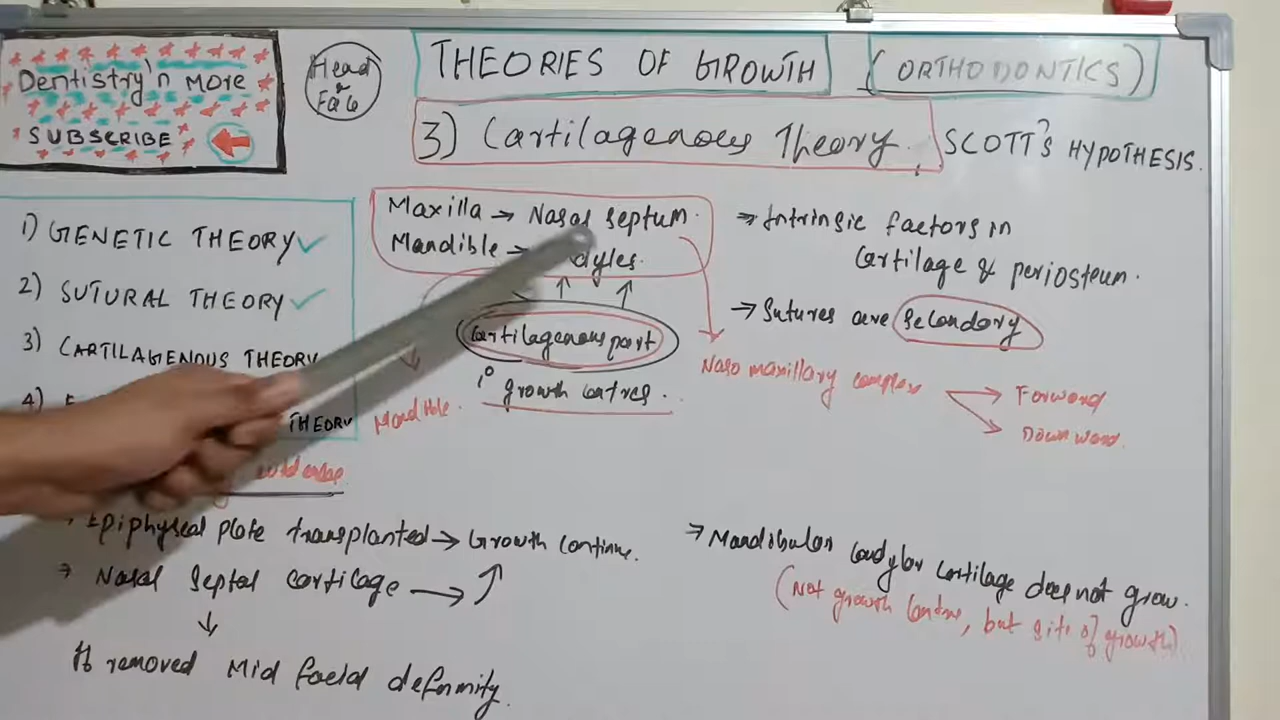 Dentistry'n More
SUBSCRIBE
Head
&
Face
THEORIES OF GROWTH (ORTHODONTICS)
3) Cartilagenous Theory. SCOTT'S HYPOTHESIS.
1) GENETIC THEORY ✓
2) SUTURAL THEORY ✓
3) CARTILAGENOUS THEORY
4)
THEORY
Maxilla → Nasal septum.
Mandible → dyles.
Cartilagenous part
1° growth centres.
Mandible.
→ Intrinsic factors in
Cartilage & periosteum.
→ Sutures are secondary
Naso maxillary complex → Forward
→ Downward.
→ Epiphyseal plate transplanted → Growth continue.
→ Nasal Septal cartilage →
If removed Mid facial deformity.
→ Mandibular condylar cartilage does not grow.
(Not growth centre, but site of growth)